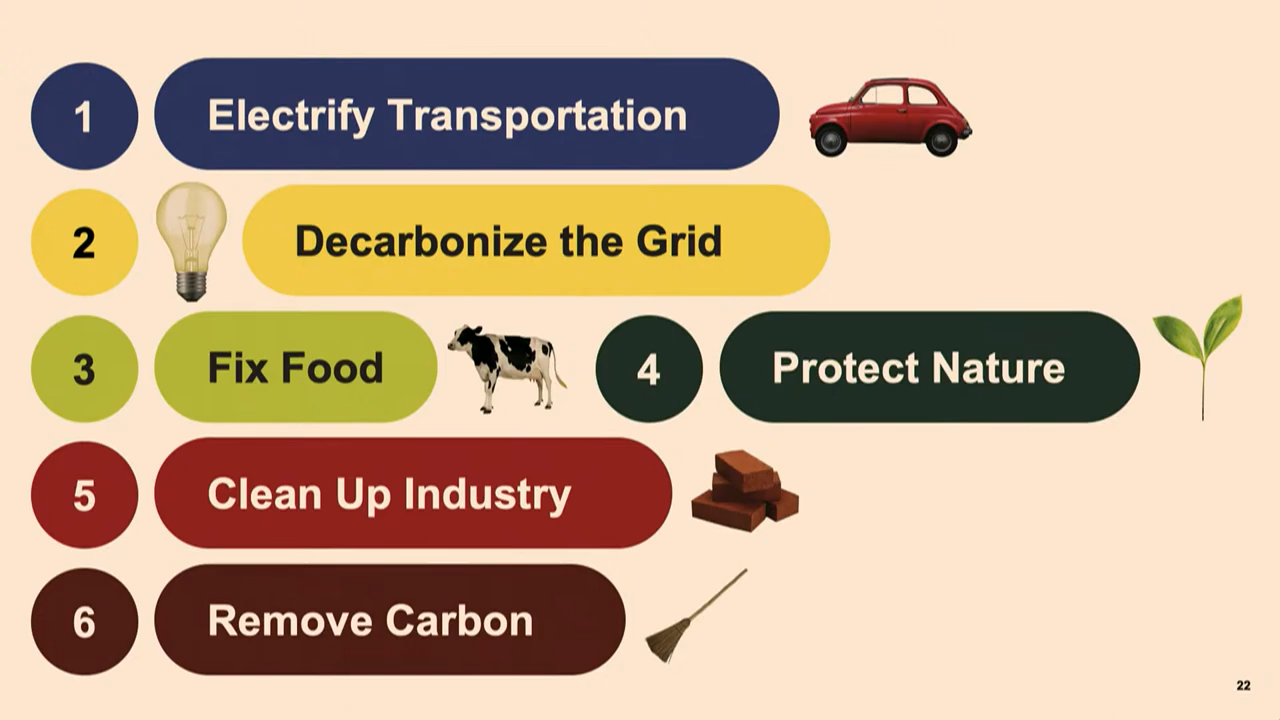 1 Electrify Transportation
2 Decarbonize the Grid
3 Fix Food 4 Protect Nature
5 Clean Up Industry
6 Remove Carbon
22